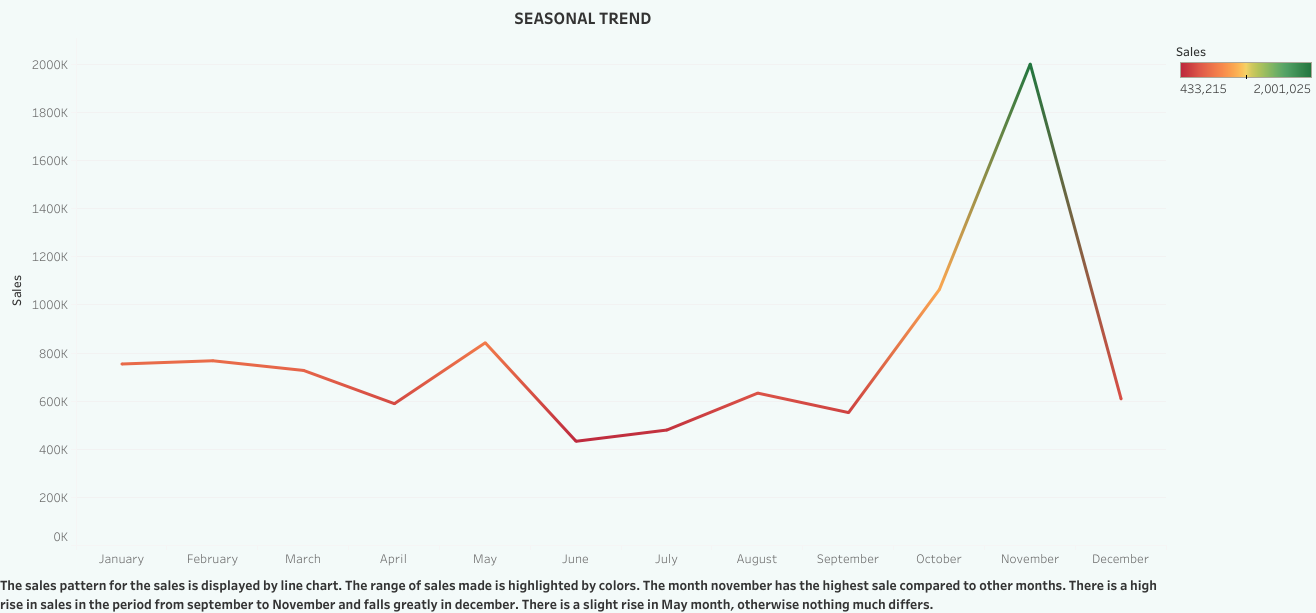 SEASONAL TREND
Sales
433,215 2,001,025
2000K
1800K
1600K
1400K
1200K
1000K
800K
600K
400K
200K
0K
Sales
January February March April May June July August September October November December
The sales pattern for the sales is displayed by line chart. The range of sales made is highlighted by colors. The month november has the highest sale compared to other months. There is a high
rise in sales in the period from september to November and falls greatly in december. There is a slight rise in May month, otherwise nothing much differs.